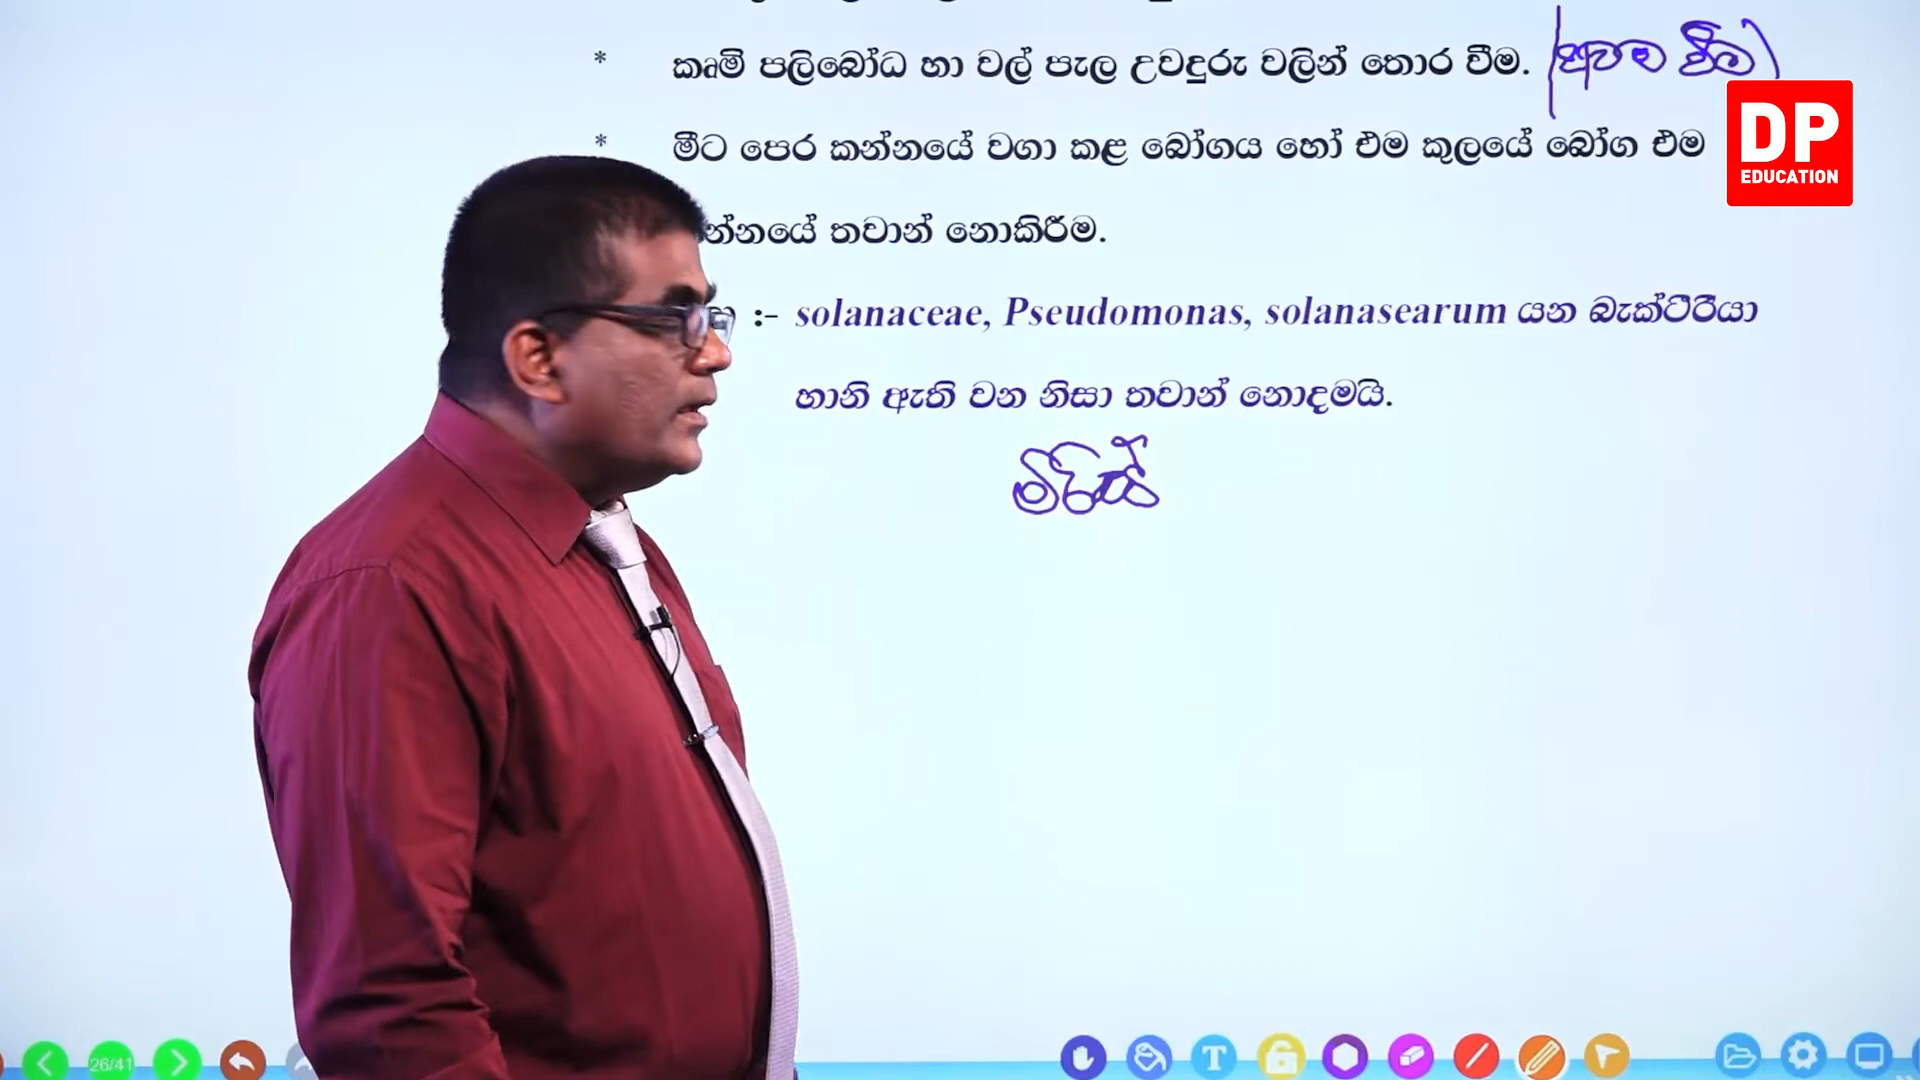 * කෘමි පලිබෝධ හා වල් පැල උවදුරු වලින් තොර වීම. (අවම වීම)
DP
EDUCATION
* මීට පෙර කන්නයේ වගා කළ බෝගය හෝ එම කුලයේ බෝග එම
න්නයේ තවාන් නොකිරීම.
:- solanaceae, Pseudomonas, solanasearum යන බැක්ටීරියා
හානි ඇති වන නිසා තවාන් නොදමයි.
මිරිස්
26/41
T